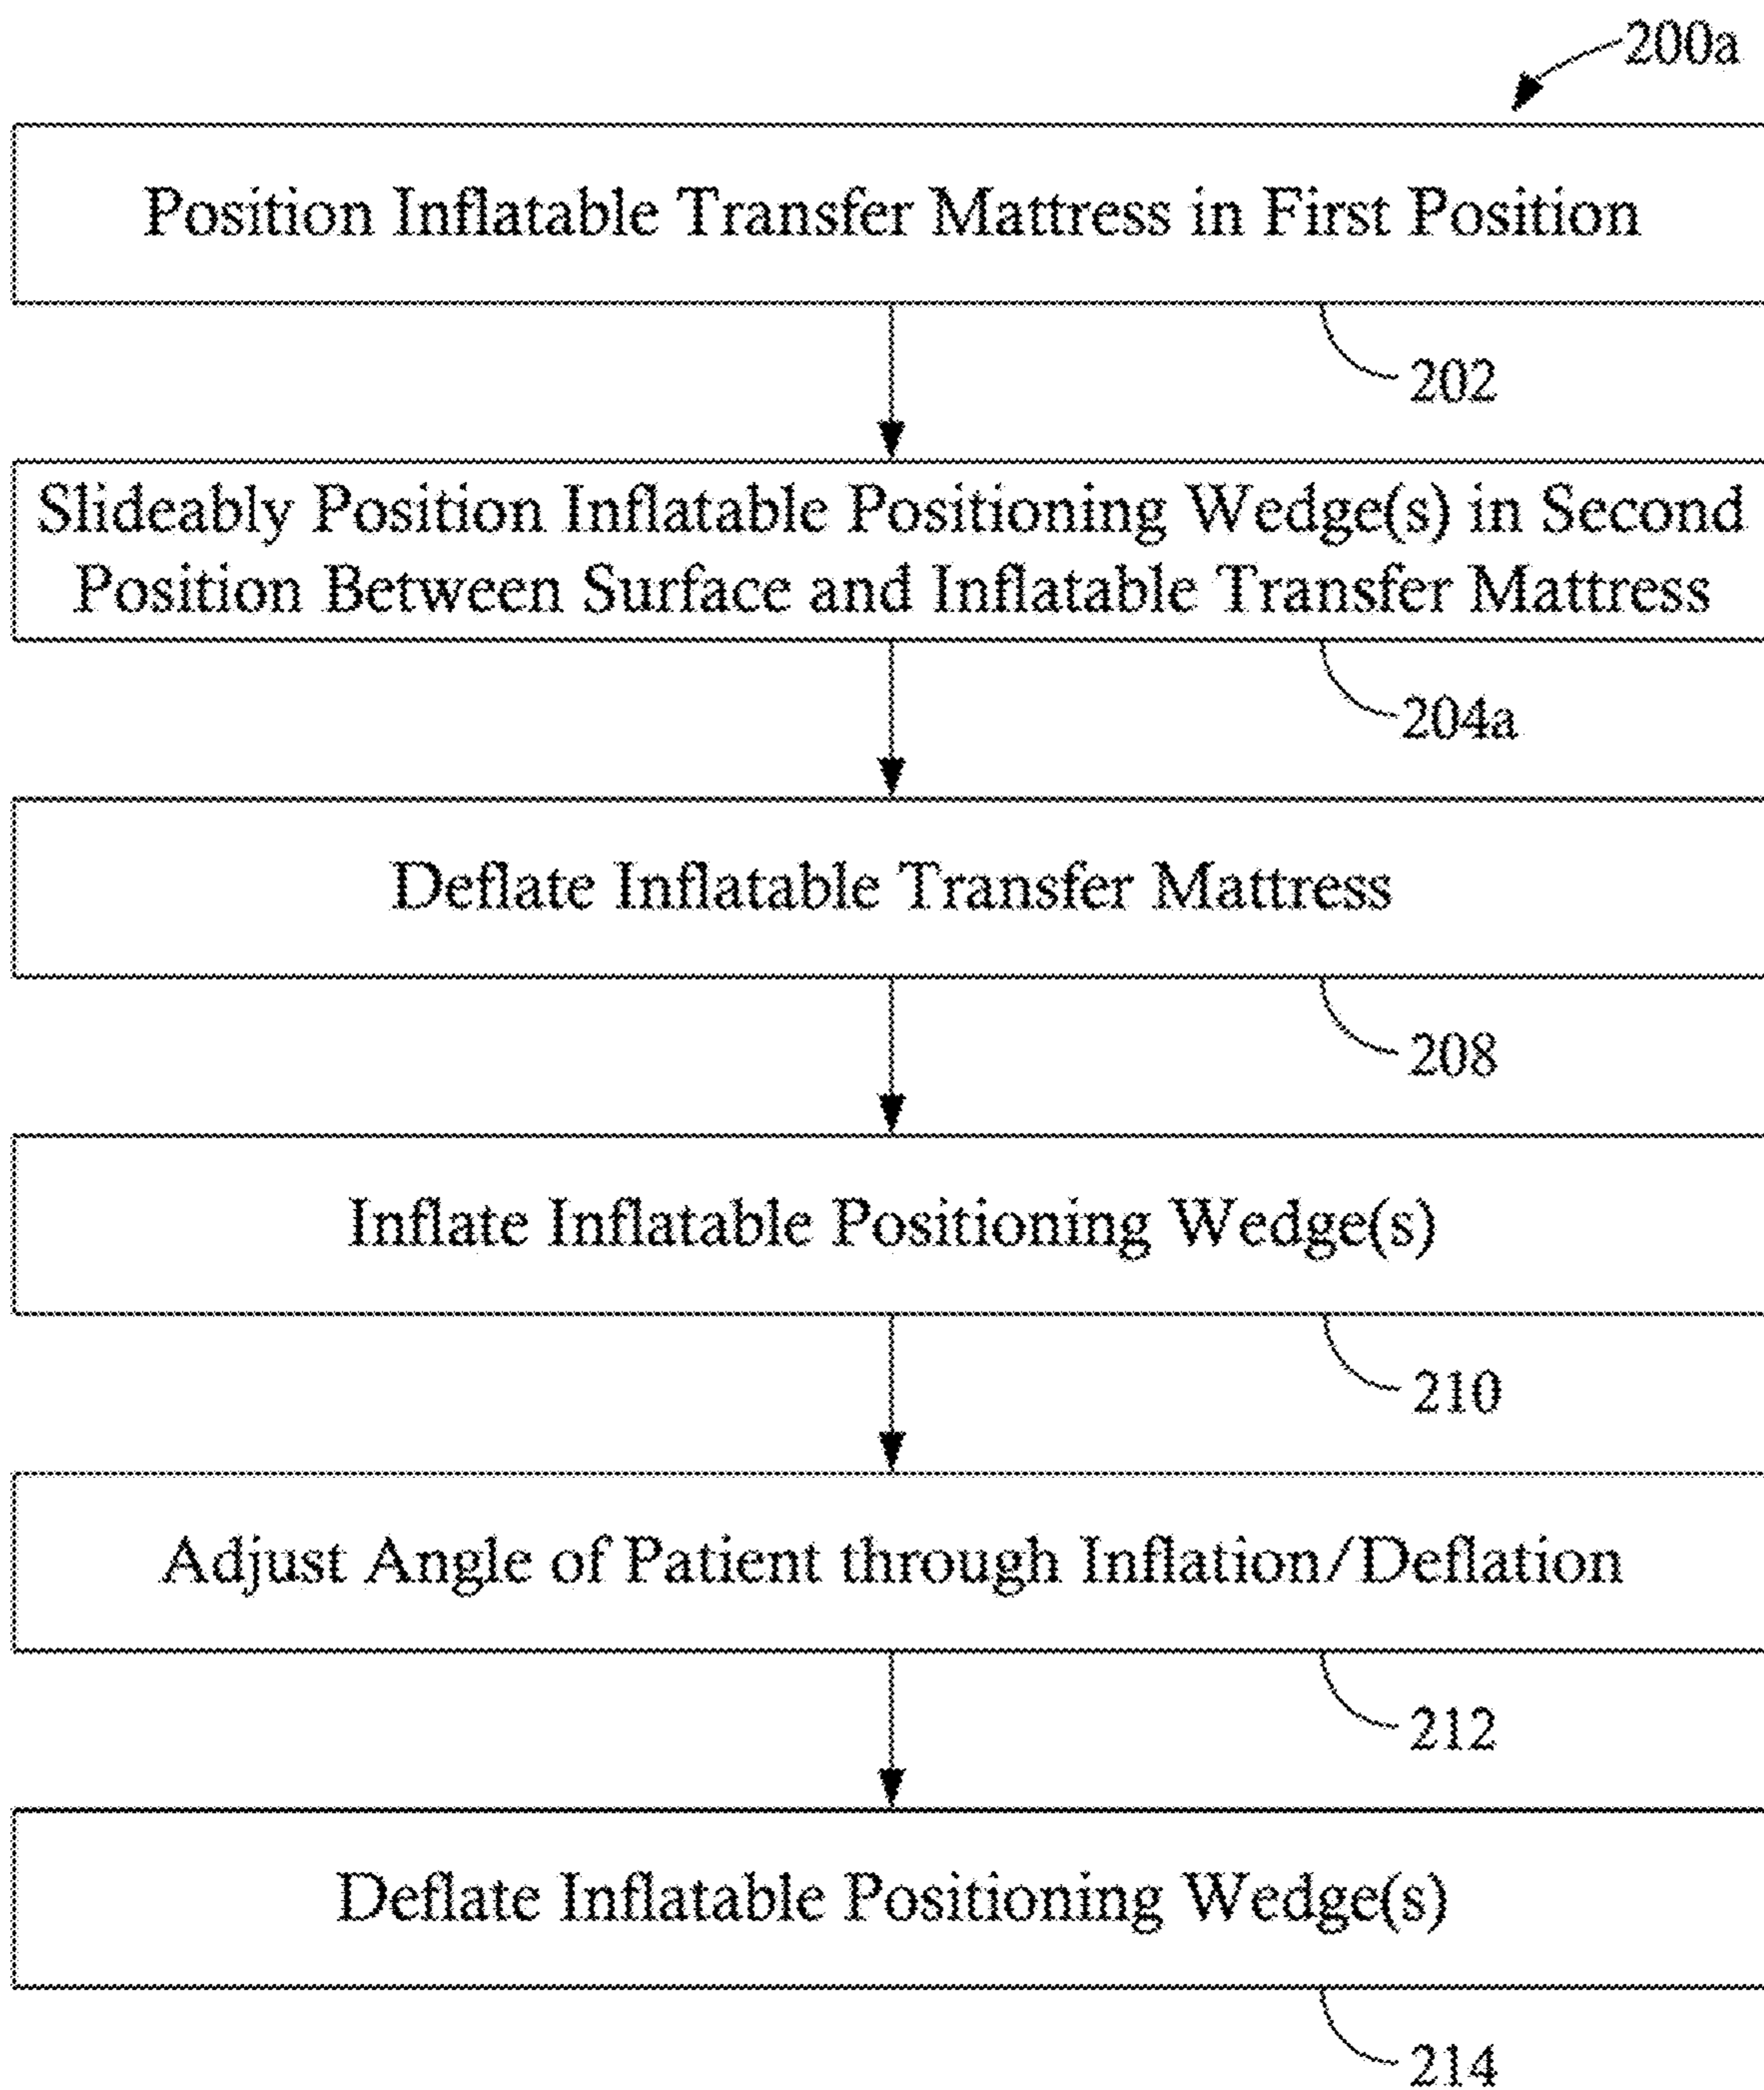 200a
Position Inflatable Transfer Mattress in First Position
202
Slideably Position Inflatable Positioning Wedge(s) in Second
Position Between Surface and Inflatable Transfer Mattress
204a
Deflate Inflatable Transfer Mattress
208
Inflate Inflatable Positioning Wedge(s)
210
Adjust Angle of Patient through Inflation/Deflation
212
Deflate Inflatable Positioning Wedge(s)
214